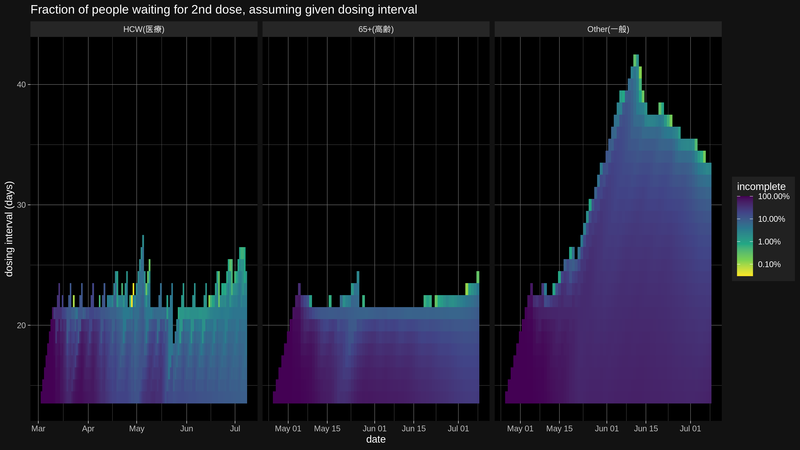 Fraction of people waiting for 2nd dose, assuming given dosing interval
HCW(医療)
65+(高齢)
Other(一般)
dosing interval (days)
40
30
20
Mar
Apr
May
Jun
Jul
May 01
May 15
Jun 01
Jun 15
Jul 01
May 01
May 15
Jun 01
Jun 15
Jul 01
date
incomplete
100.00%
10.00%
1.00%
0.10%